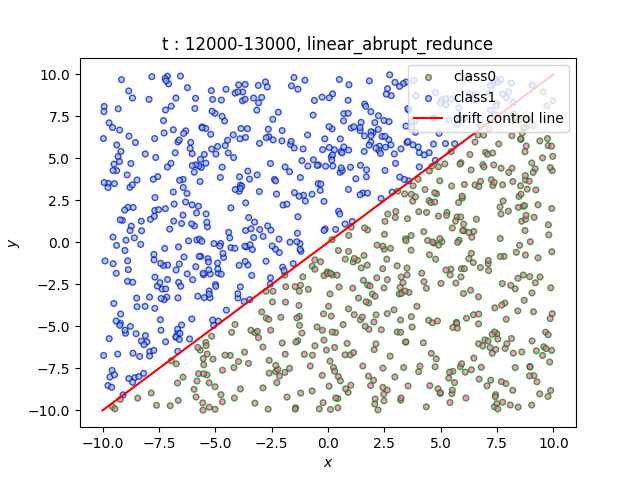 t : 12000-13000, linear_abrupt_redunce
class0
class1
drift control line
10.0
7.5
5.0
2.5
0.0
−2.5
−5.0
−7.5
−10.0
y
−10.0 −7.5 −5.0 −2.5 0.0 2.5 5.0 7.5 10.0
x